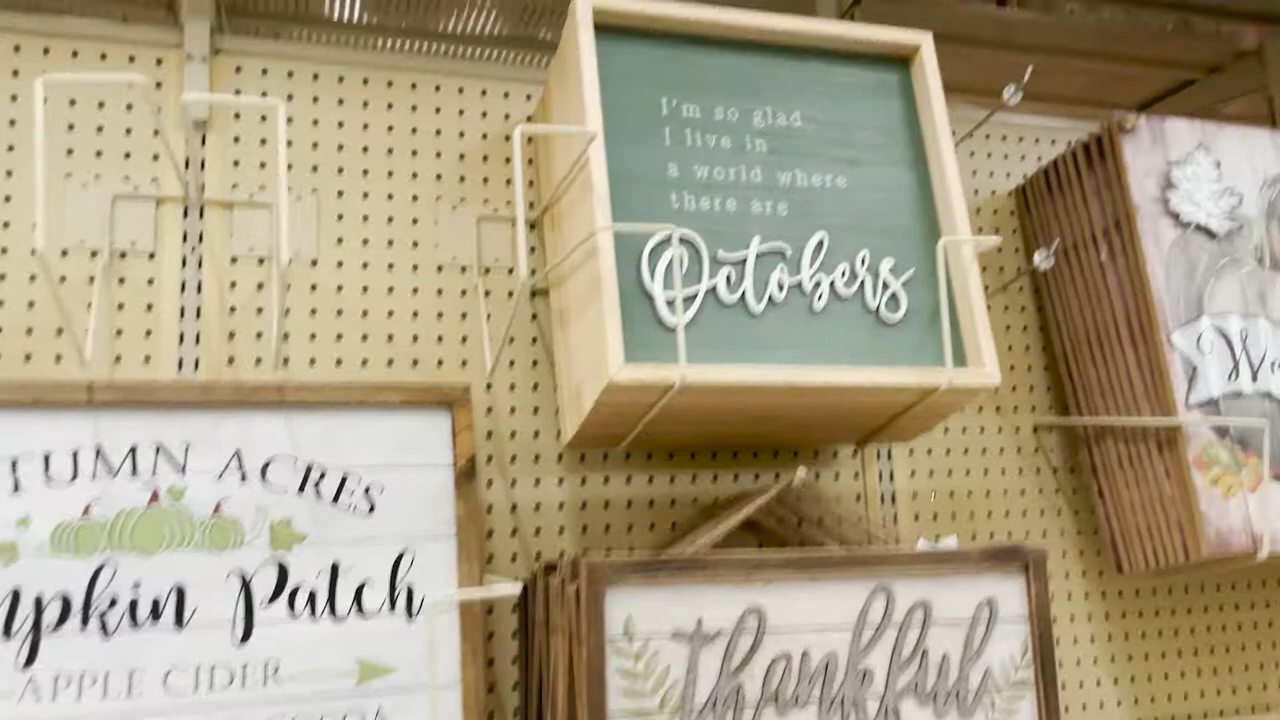 I'm so glad
I live in
a world where
there are
Octobers
TUMN ACRES
mpkin Patch
APPLE CIDER
thankful